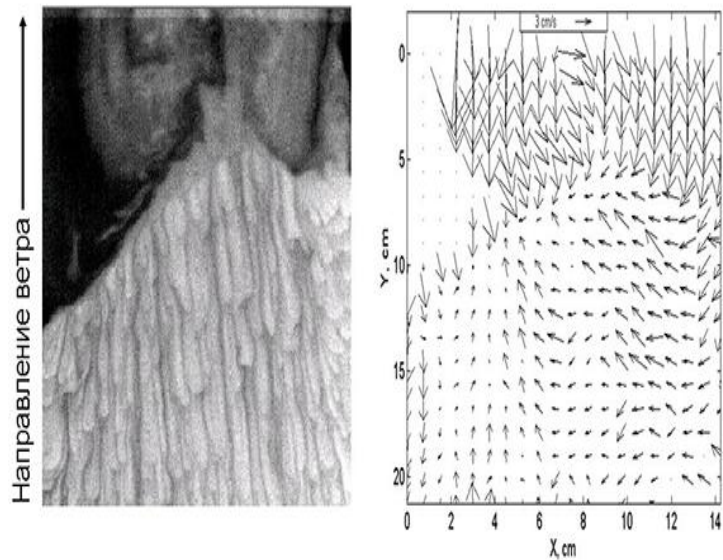 Направление ветра
3 cm/s
Y, cm
0
5
10
15
20
0 2 4 6 8 10 12 14
X, cm